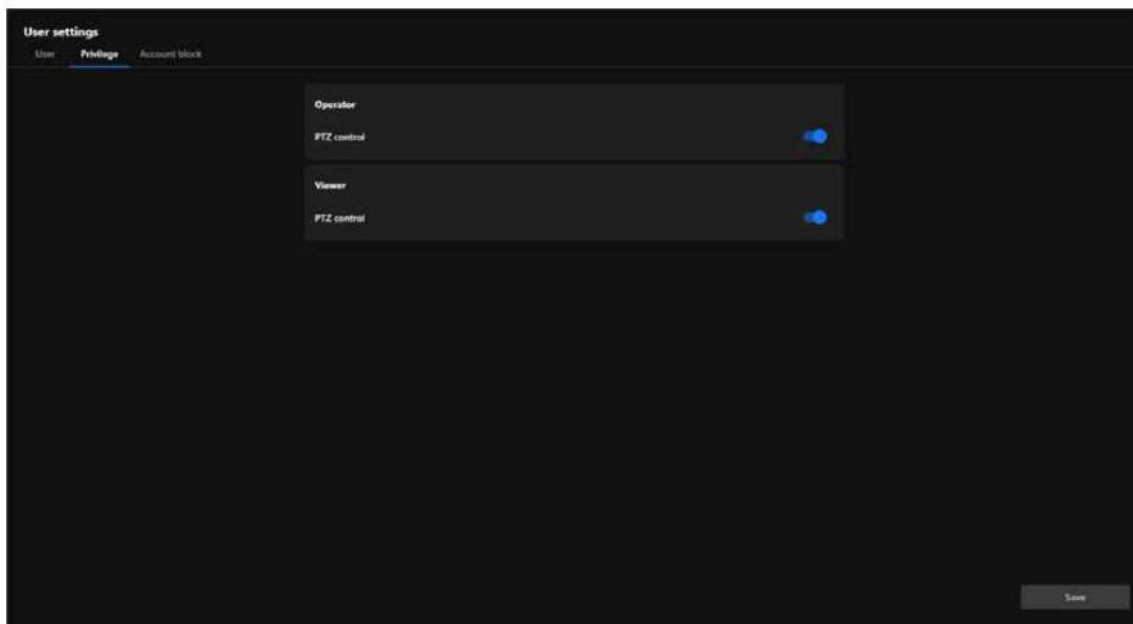 User settings
User Privilege Account block
Operator
PTZ control
Viewer
PTZ control
Save